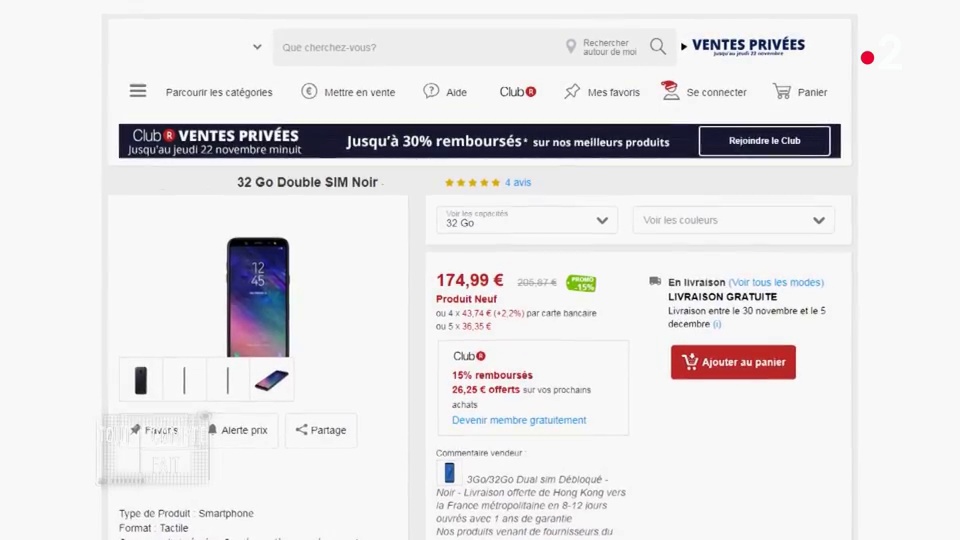 Que cherchez-vous?
Rechercher
autour de moi
VENTES PRIVÉES
jusqu'au jeudi 22 novembre
2
Parcourir les catégories
Mettre en vente
Aide
Club R
Mes favoris
Se connecter
Panier
Club R VENTES PRIVÉES
Jusqu'au jeudi 22 novembre minuit
Jusqu'à 30% remboursés* sur nos meilleurs produits
Rejoindre le Club
32 Go Double SIM Noir -
4 avis
Voir les capacités
32 Go
Voir les couleurs
12
45
174,99 €
205,87 €
PROMO
-15%
Produit Neuf
ou 4 x 43,74 € (+2,2%) par carte bancaire
ou 5 x 36,35 €
En livraison (Voir tous les modes)
LIVRAISON GRATUITE
Livraison entre le 30 novembre et le 5
decembre (i)
Ajouter au panier
Club R
15% remboursés
26,25 € offerts sur vos prochains
achats
Devenir membre gratuitement
Favoris
Alerte prix
Partage
FAIT
Commentaire vendeur :
3Go/32Go Dual sim Débloqué -
Noir - Livraison offerte de Hong Kong vers
la France métropolitaine en 8-12 jours
ouvrés avec 1 ans de garantie
Nos produits venant de fournisseurs du
Type de Produit : Smartphone
Format : Tactile